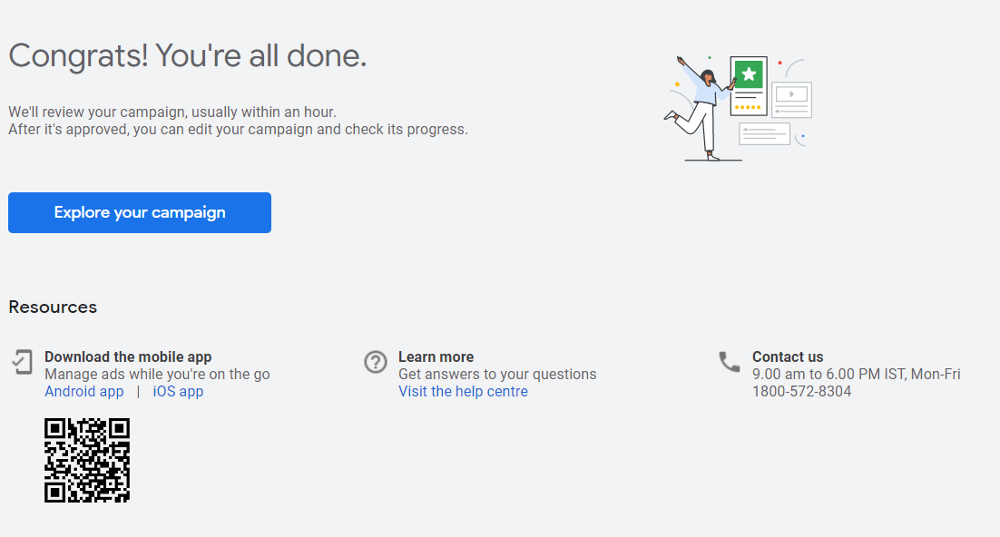 Congrats! You're all done.
We'll review your campaign, usually within an hour.
After it's approved, you can edit your campaign and check its progress.
Explore your campaign
Resources
Download the mobile app
Manage ads while you're on the go
Android app | iOS app
Learn more
Get answers to your questions
Visit the help centre
Contact us
9.00 am to 6.00 PM IST, Mon-Fri
1800-572-8304